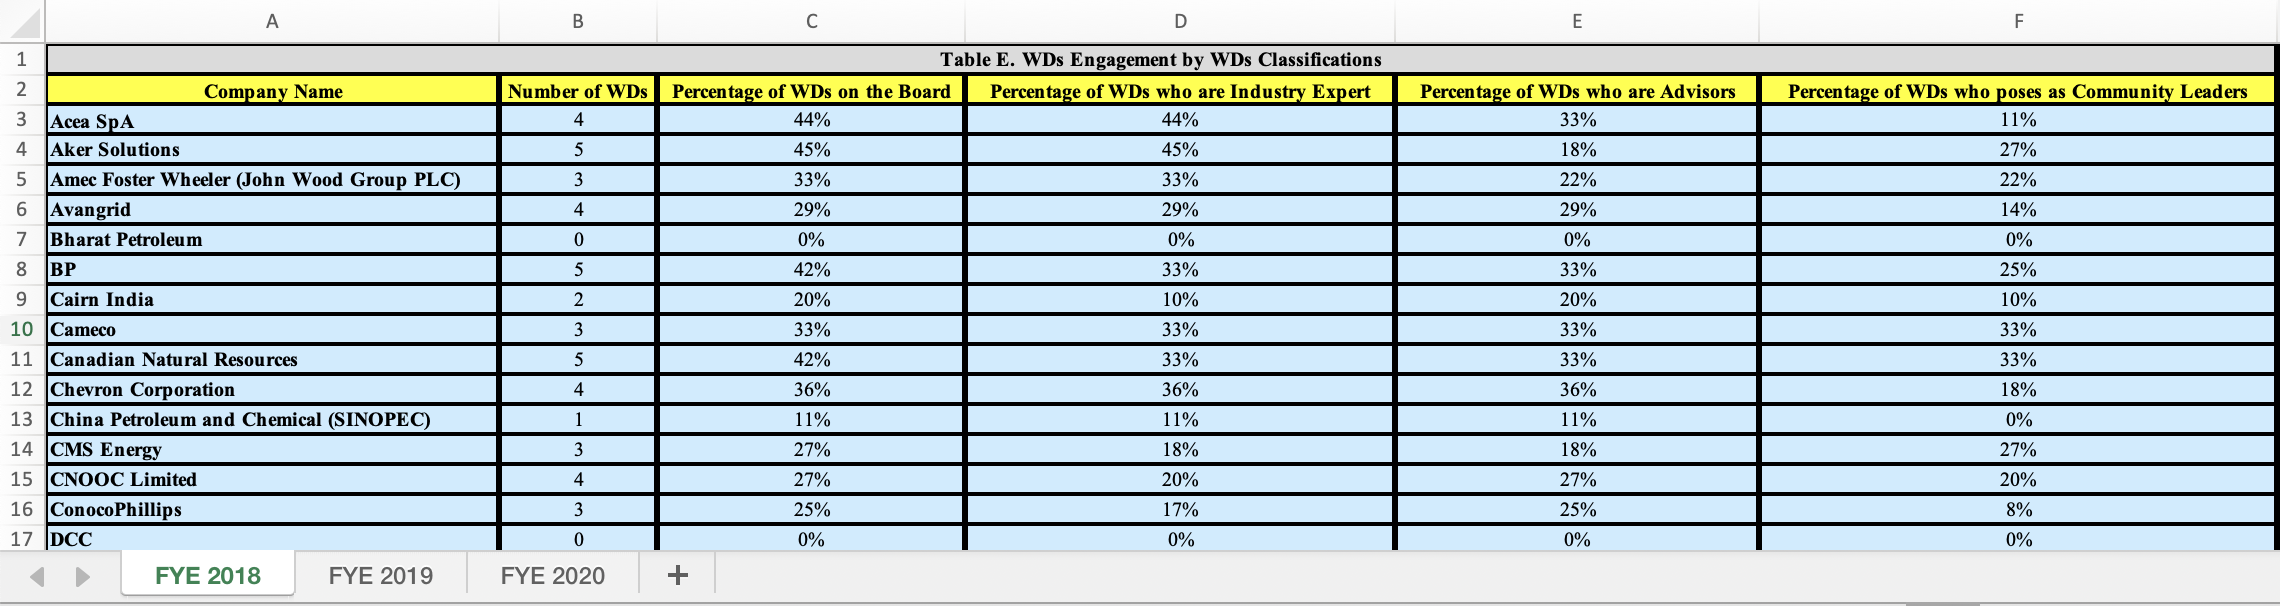 A B C D E F
1 Table E. WDs Engagement by WDs Classifications
2 Company Name Number of WDs Percentage of WDs on the Board Percentage of WDs who are Industry Expert Percentage of WDs who are Advisors Percentage of WDs who poses as Community Leaders
3 Acea SpA 4 44% 44% 33% 11%
4 Aker Solutions 5 45% 45% 18% 27%
5 Amec Foster Wheeler (John Wood Group PLC) 3 33% 33% 22% 22%
6 Avangrid 4 29% 29% 29% 14%
7 Bharat Petroleum 0 0% 0% 0% 0%
8 BP 5 42% 33% 33% 25%
9 Cairn India 2 20% 10% 20% 10%
10 Cameco 3 33% 33% 33% 33%
11 Canadian Natural Resources 5 42% 33% 33% 33%
12 Chevron Corporation 4 36% 36% 36% 18%
13 China Petroleum and Chemical (SINOPEC) 1 11% 11% 11% 0%
14 CMS Energy 3 27% 18% 18% 27%
15 CNOOC Limited 4 27% 20% 27% 20%
16 ConocoPhillips 3 25% 17% 25% 8%
17 DCC 0 0% 0% 0% 0%
FYE 2018 FYE 2019 FYE 2020 +